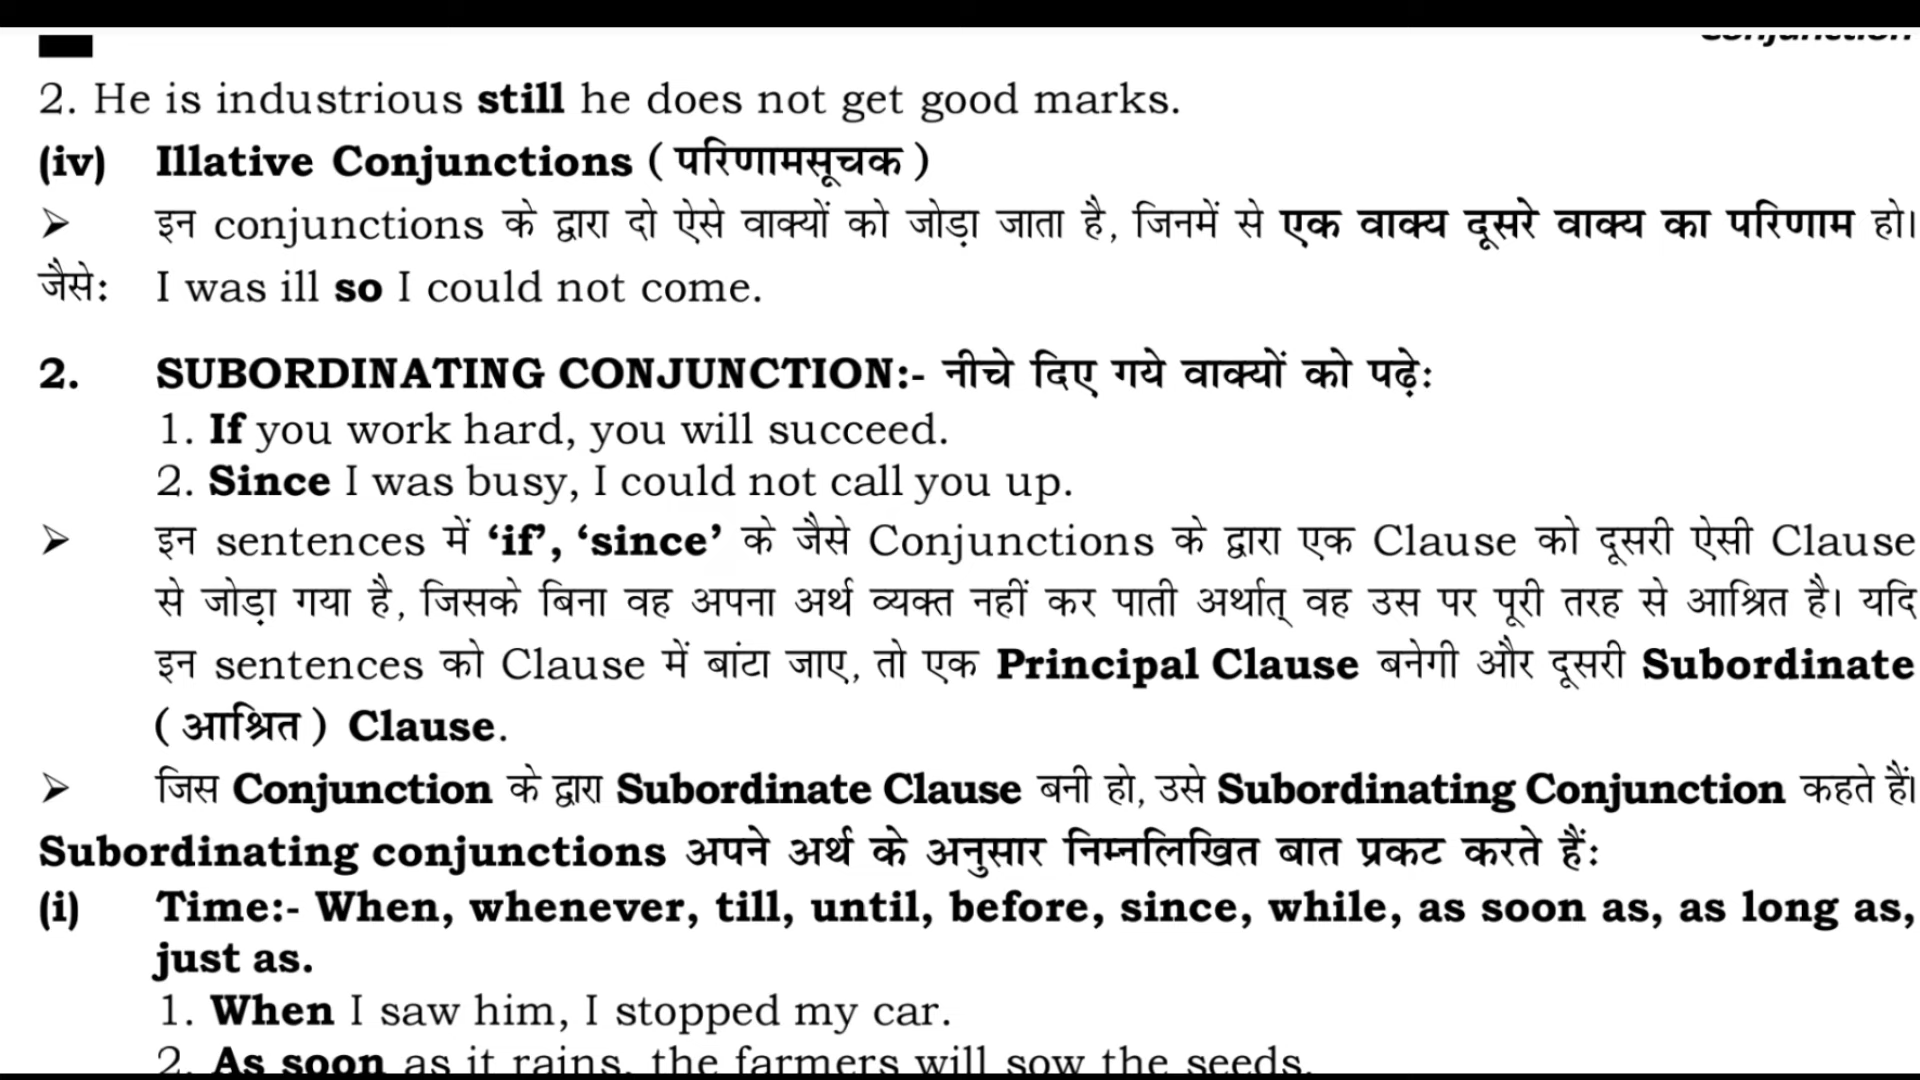 Conjunction
2. He is industrious still he does not get good marks.
(iv) Illative Conjunctions ( परिणामसूचक )
➢ इन conjunctions के द्वारा दो ऐसे वाक्यों को जोड़ा जाता है, जिनमें से एक वाक्य दूसरे वाक्य का परिणाम हो।
जैसे: I was ill so I could not come.
2. SUBORDINATING CONJUNCTION:- नीचे दिए गये वाक्यों को पढ़े:
1. If you work hard, you will succeed.
2. Since I was busy, I could not call you up.
➢ इन sentences में ‘if’, ‘since’ के जैसे Conjunctions के द्वारा एक Clause को दूसरी ऐसी Clause
से जोड़ा गया है, जिसके बिना वह अपना अर्थ व्यक्त नहीं कर पाती अर्थात् वह उस पर पूरी तरह से आश्रित है। यदि
इन sentences को Clause में बांटा जाए, तो एक Principal Clause बनेगी और दूसरी Subordinate
( आश्रित ) Clause.
➢ जिस Conjunction के द्वारा Subordinate Clause बनी हो, उसे Subordinating Conjunction कहते हैं।
Subordinating conjunctions अपने अर्थ के अनुसार निम्नलिखित बात प्रकट करते हैं:
(i) Time:- When, whenever, till, until, before, since, while, as soon as, as long as,
just as.
1. When I saw him, I stopped my car.
2. As soon as it rains, the farmers will sow the seeds.